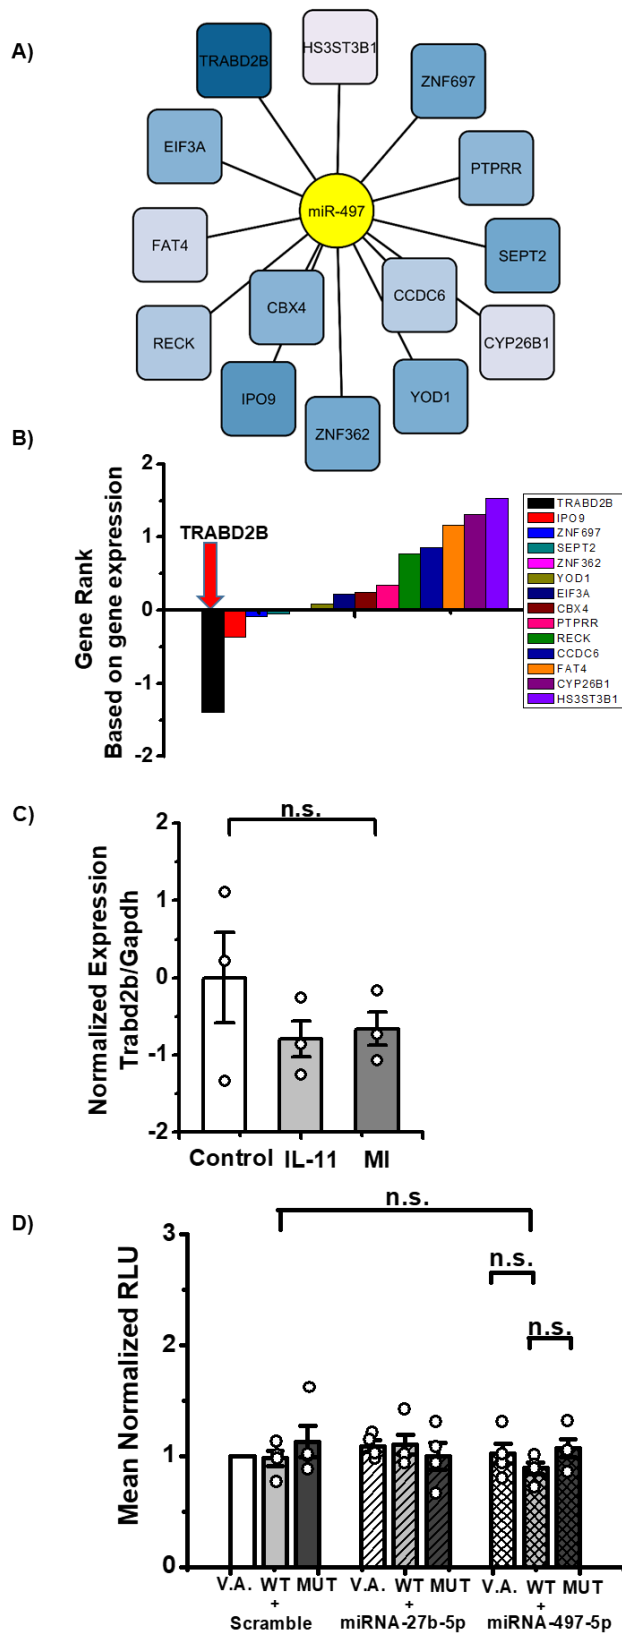 A)
TRABD2B
HS3ST3B1
ZNF697
EIF3A
PTPRR
miR-497
FAT4
SEPT2
CBX4
CCDC6
RECK
CYP26B1
IPO9
YOD1
ZNF362
B)
Gene Rank
Based on gene expression
2
1
0
-1
-2
TRABD2B
TRABD2B
IPO9
ZNF697
SEPT2
ZNF362
YOD1
EIF3A
CBX4
PTPRR
RECK
CCDC6
FAT4
CYP26B1
HS3ST3B1
C)
Normalized Expression
Trabd2b/Gapdh
2
1
0
-1
-2
n.s.
Control IL-11 MI
D)
Mean Normalized RLU
3
2
1
0
n.s.
n.s.
n.s.
V.A. WT MUT V.A. WT MUT V.A. WT MUT
+ + +
Scramble miRNA-27b-5p miRNA-497-5p